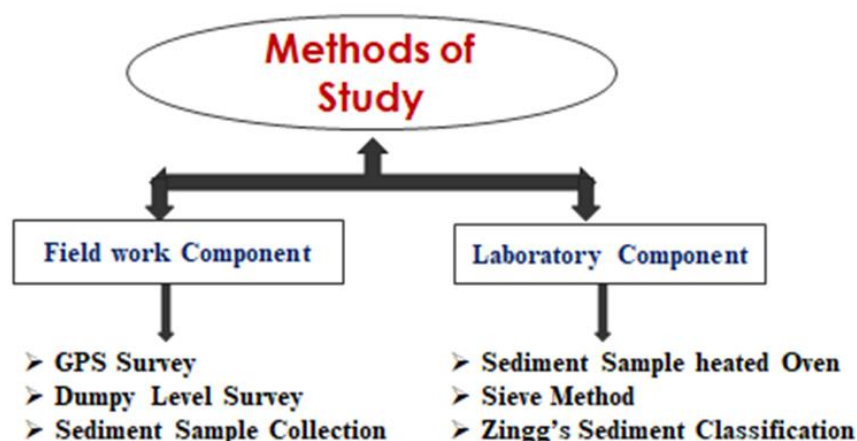 Methods of
Study
Field work Component
Laboratory Component
➢ GPS Survey
➢ Dumpy Level Survey
➢ Sediment Sample Collection
➢ Sediment Sample heated Oven
➢ Sieve Method
➢ Zingg's Sediment Classification